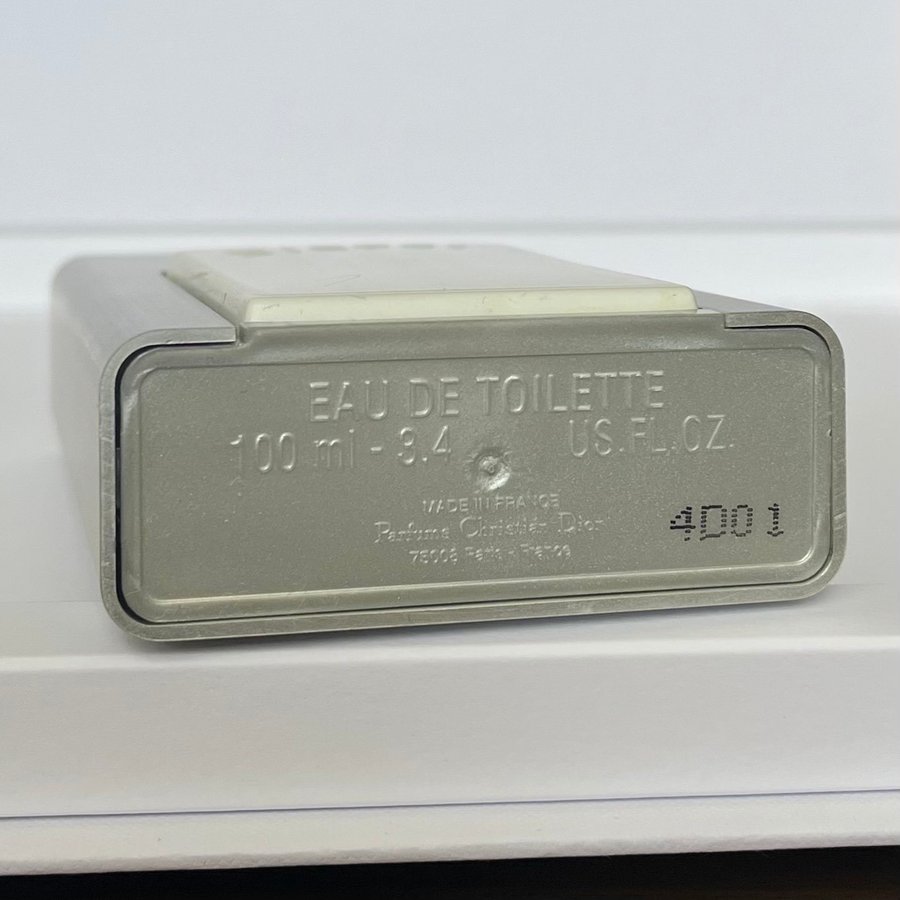 EAU DE TOILETTE
100 ml - 3.4 US.FL.OZ.
MADE IN FRANCE
Parfums Christian Dior
75008 Paris - France
4D01